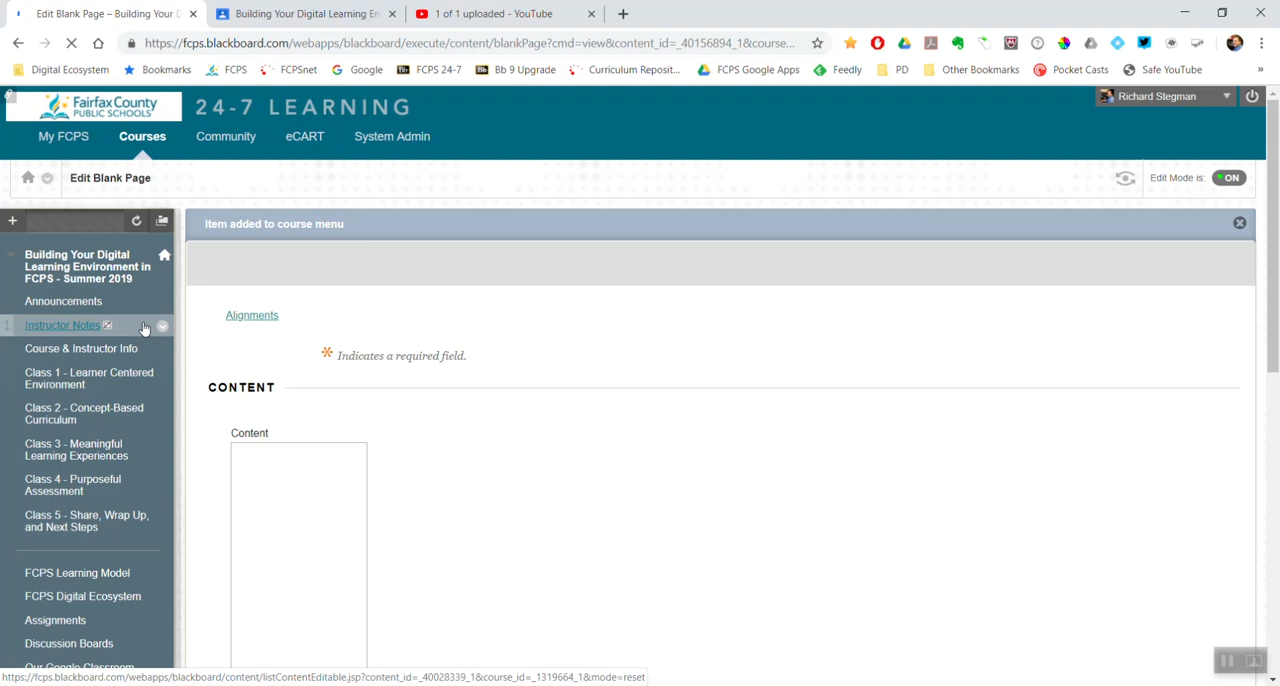 Edit Blank Page – Building Your D
Building Your Digital Learning En
1 of 1 uploaded - YouTube
https://fcps.blackboard.com/webapps/blackboard/execute/content/blankPage?cmd=view&content_id=_40156894_1&course...
Digital Ecosystem
Bookmarks
FCPS
FCPSnet
Google
Bb FCPS 24-7
Bb Bb 9 Upgrade
Curriculum Reposit...
FCPS Google Apps
Feedly
PD
Other Bookmarks
Pocket Casts
Safe YouTube
»
Fairfax County
PUBLIC SCHOOLS
24-7 LEARNING
Richard Stegman
My FCPS
Courses
Community
eCART
System Admin
Edit Blank Page
Edit Mode is:
ON
Item added to course menu
Building Your Digital
Learning Environment in
FCPS - Summer 2019
Announcements
Instructor Notes
Course & Instructor Info
Class 1 - Learner Centered
Environment
Class 2 - Concept-Based
Curriculum
Class 3 - Meaningful
Learning Experiences
Class 4 - Purposeful
Assessment
Class 5 - Share, Wrap Up,
and Next Steps
FCPS Learning Model
FCPS Digital Ecosystem
Assignments
Discussion Boards
Our Google Classroom
Alignments
* Indicates a required field.
CONTENT
Content
https://fcps.blackboard.com/webapps/blackboard/content/listContentEditable.jsp?content_id=_40028339_1&course_id=_1319664_1&mode=reset